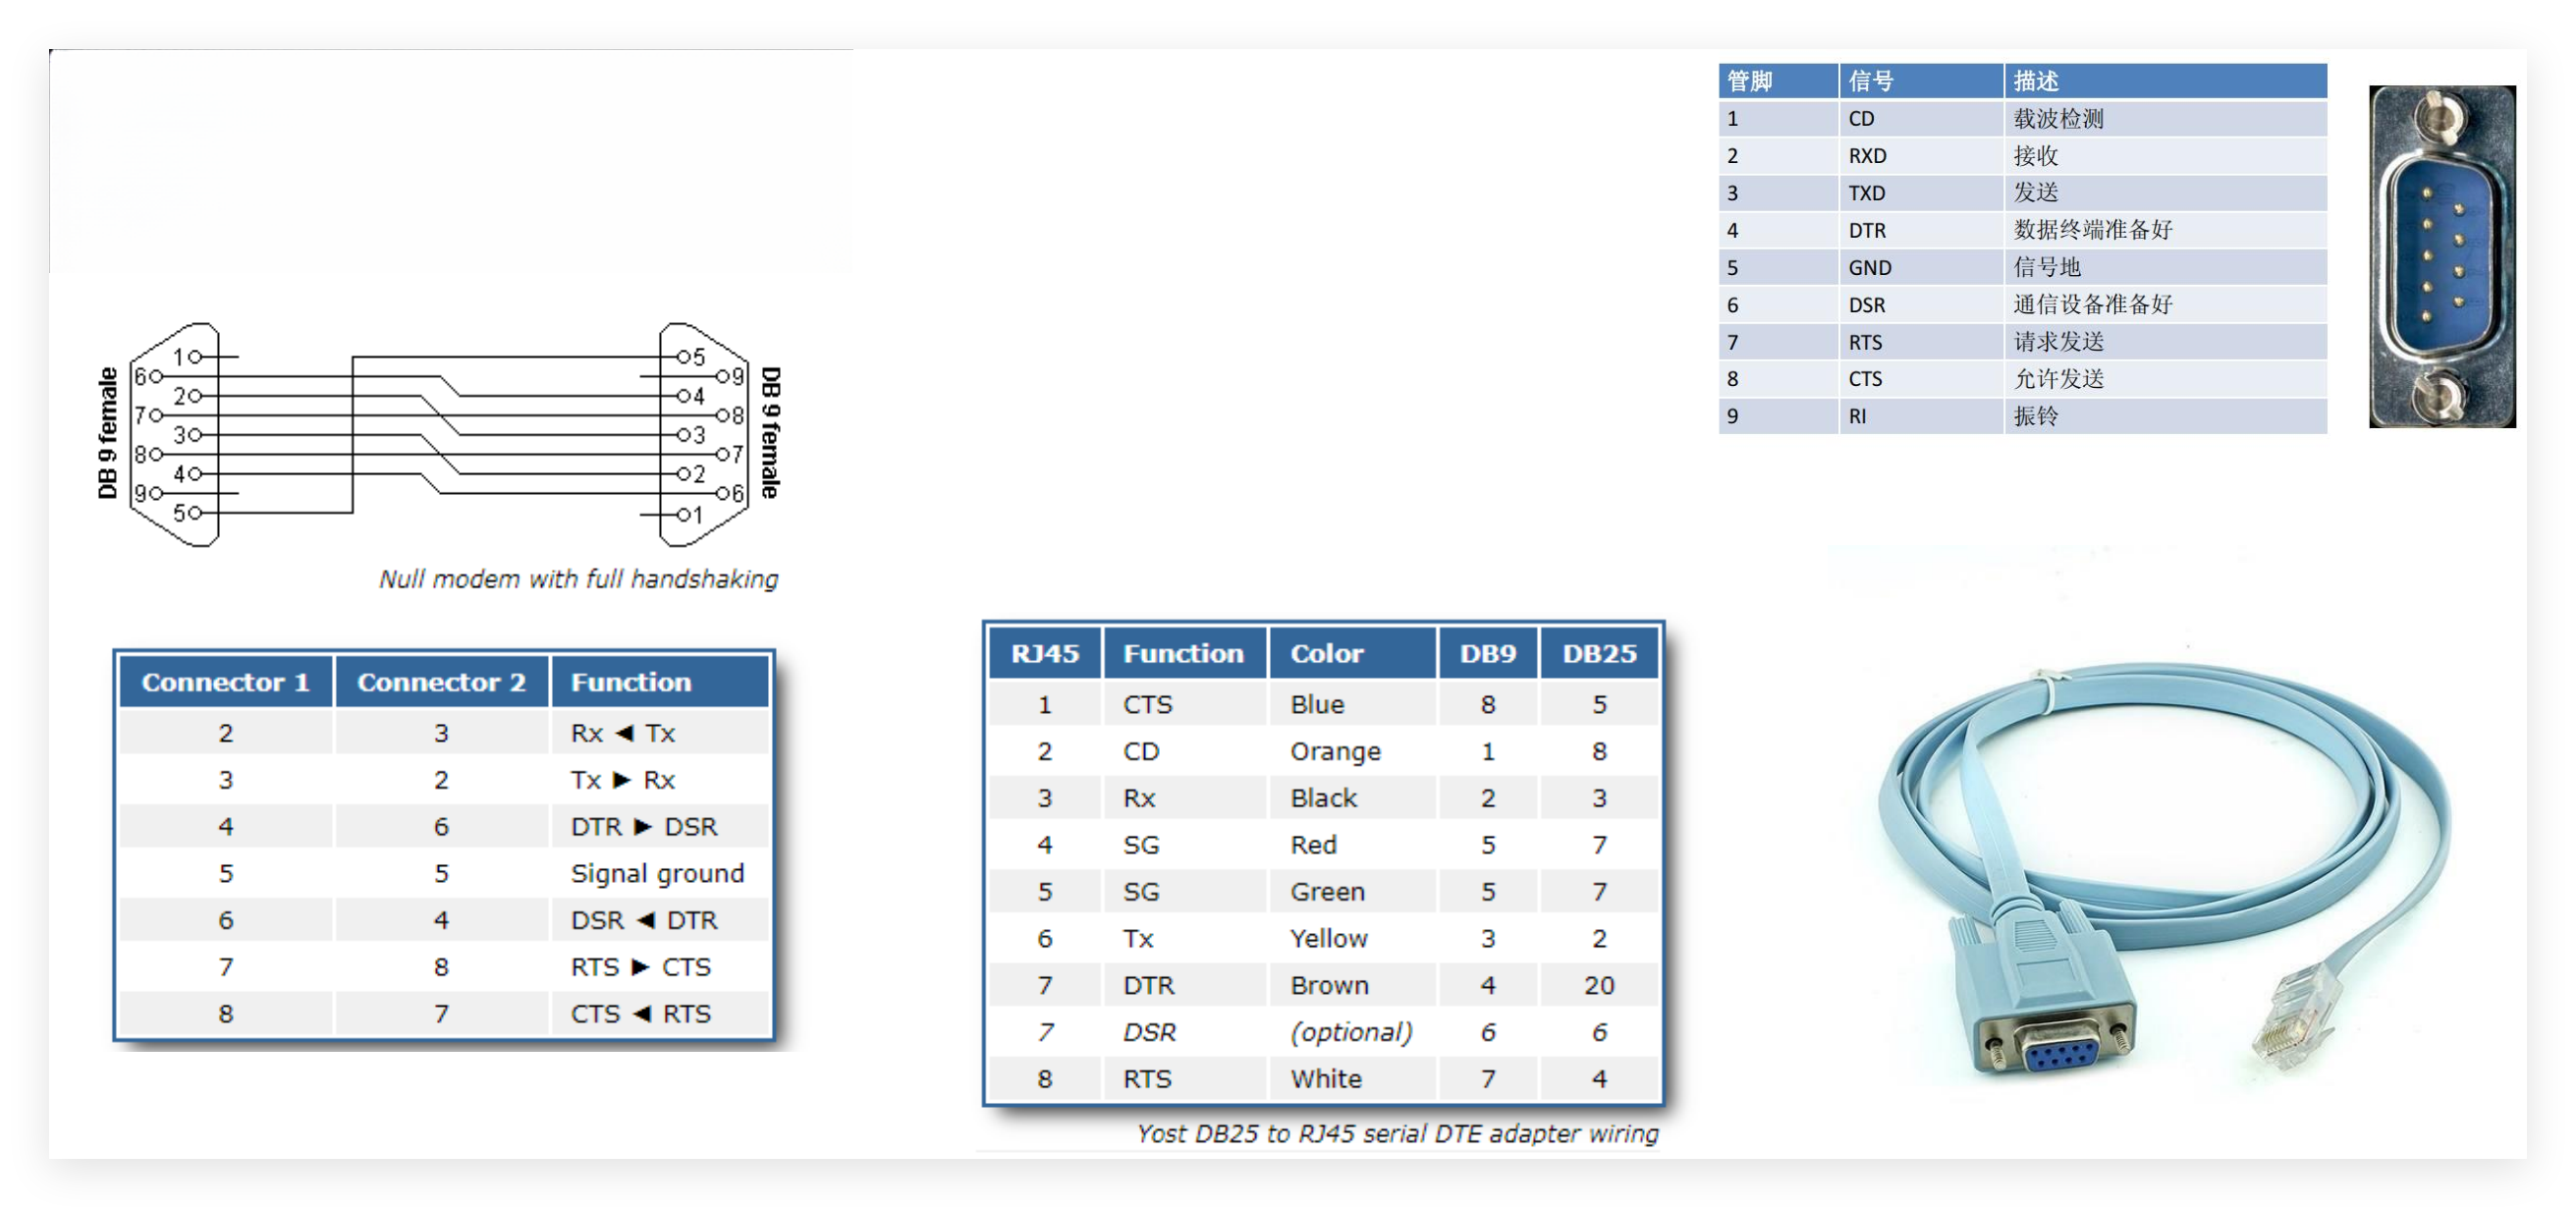 管脚 信号 描述
1 CD 载波检测
2 RXD 接收
3 TXD 发送
4 DTR 数据终端准备好
5 GND 信号地
6 DSR 通信设备准备好
7 RTS 请求发送
8 CTS 允许发送
9 RI 振铃
DB 9 female
1
6
2
7
3
8
4
9
5
5
9
4
8
3
7
2
6
1
DB 9 female
Null modem with full handshaking
Connector 1 Connector 2 Function
2 3 Rx ◄ Tx
3 2 Tx ► Rx
4 6 DTR ► DSR
5 5 Signal ground
6 4 DSR ◄ DTR
7 8 RTS ► CTS
8 7 CTS ◄ RTS
RJ45 Function Color DB9 DB25
1 CTS Blue 8 5
2 CD Orange 1 8
3 Rx Black 2 3
4 SG Red 5 7
5 SG Green 5 7
6 Tx Yellow 3 2
7 DTR Brown 4 20
7 DSR (optional) 6 6
8 RTS White 7 4
Yost DB25 to RJ45 serial DTE adapter wiring